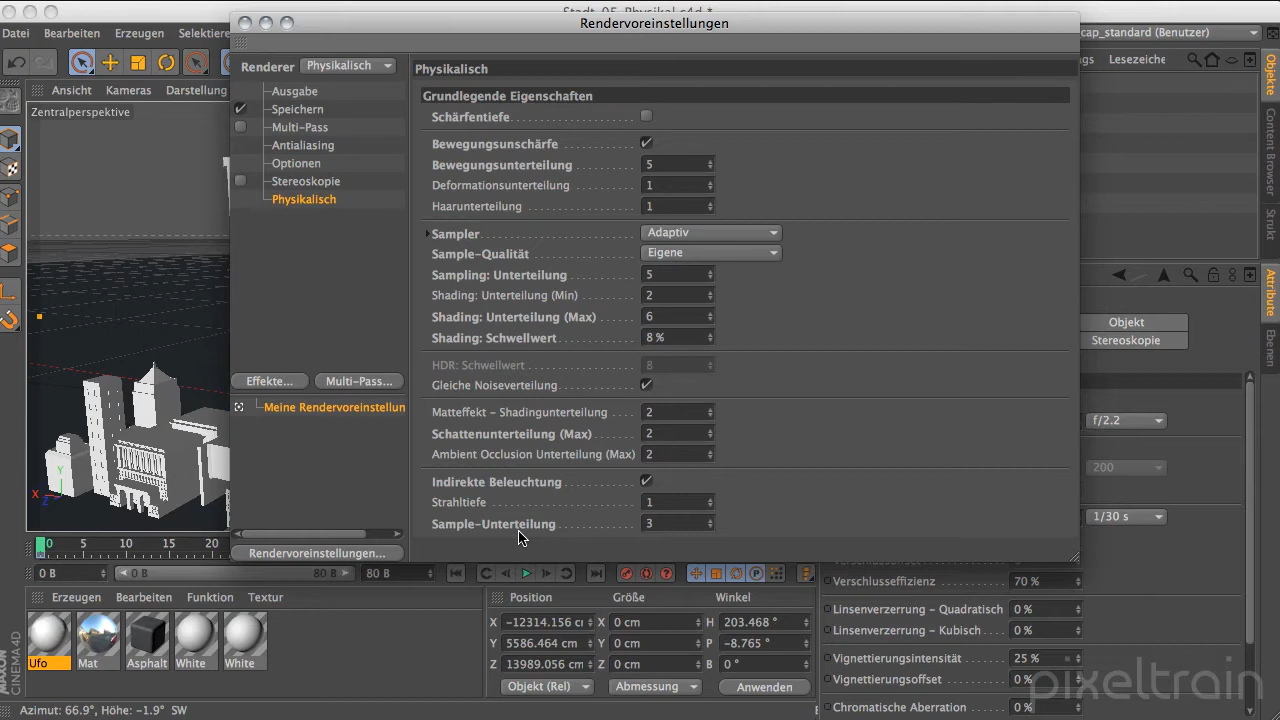 Stadt_05_Physikal.c4d *
Rendervoreinstellungen
Datei Bearbeiten Erzeugen Selektiere
cap_standard (Benutzer)
Renderer Physikalisch
Physikalisch
Lesezeiche
Ansicht Kameras Darstellung
Zentralperspektive
Ausgabe
Speichern
Multi-Pass
Antialiasing
Optionen
Stereoskopie
Physikalisch
Effekte... Multi-Pass...
Meine Rendervoreinstellun
Rendervoreinstellungen...
Grundlegende Eigenschaften
Schärfentiefe
Bewegungsunschärfe
Bewegungsunterteilung 5
Deformationsunterteilung 1
Haarunterteilung 1
Sampler Adaptiv
Sample-Qualität Eigene
Sampling: Unterteilung 5
Shading: Unterteilung (Min) 2
Shading: Unterteilung (Max) 6
Shading: Schwellwert 8 %
HDR: Schwellwert 8
Gleiche Noiseverteilung
Matteffekt - Shadingunterteilung 2
Schattenunterteilung (Max) 2
Ambient Occlusion Unterteilung (Max) 2
Indirekte Beleuchtung
Strahltiefe 1
Sample-Unterteilung 3
Objekte
Content Browser
Strukt
Attribute
Ebenen
Objekt
Stereoskopie
f/2.2
200
1/30 s
Y
X
Z
0 10 20 30
0 B 0 B 80 B 80 B
Erzeugen Bearbeiten Funktion Textur
Ufo Mat Asphalt White White
Position Größe Winkel
X -12314.156 cr X 0 cm H 203.468 °
Y 5586.464 cm Y 0 cm P -8.765 °
Z 13989.056 cm Z 0 cm B 0 °
Objekt (Rel) Abmessung Anwenden
Verschlusseffizienz 70 %
Linsenverzerrung - Quadratisch 0 %
Linsenverzerrung - Kubisch 0 %
Vignettierungsintensität 25 %
Vignettierungsoffset 0 %
Chromatische Aberration 0 %
MAXON
CINEMA 4D
Azimut: 66.9°, Höhe: -1.9° SW
pixeltrain